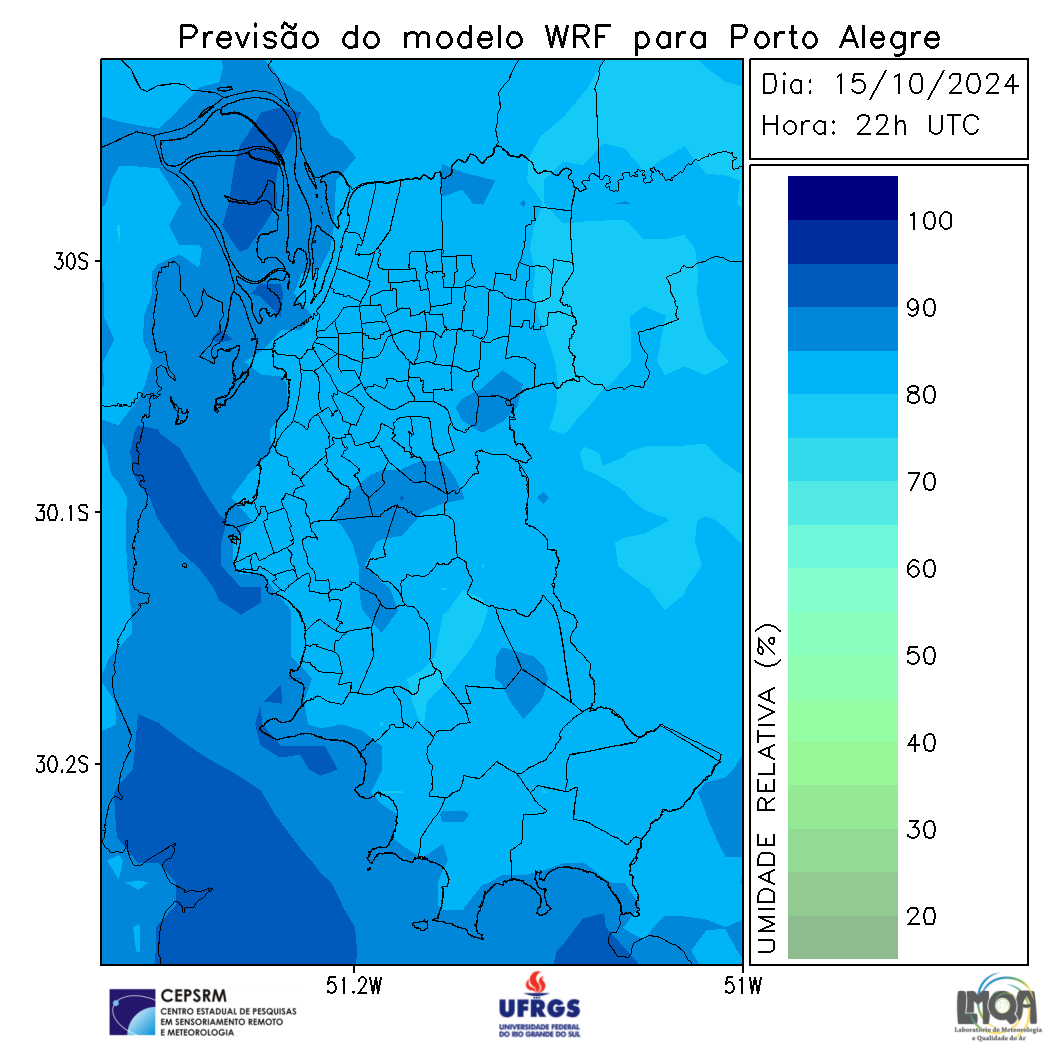 Previsão do modelo WRF para Porto Alegre
Dia: 15/10/2024
Hora: 22h UTC
30S
30.1S
30.2S
51.2W
51W
UMIDADE RELATIVA (%)
100
90
80
70
60
50
40
30
20
CEPSRM
CENTRO ESTADUAL DE PESQUISAS
EM SENSORIAMENTO REMOTO
E METEOROLOGIA
UFRGS
UNIVERSIDADE FEDERAL
DO RIO GRANDE DO SUL
LMQA
Laboratório de Meteorologia
e Qualidade do Ar